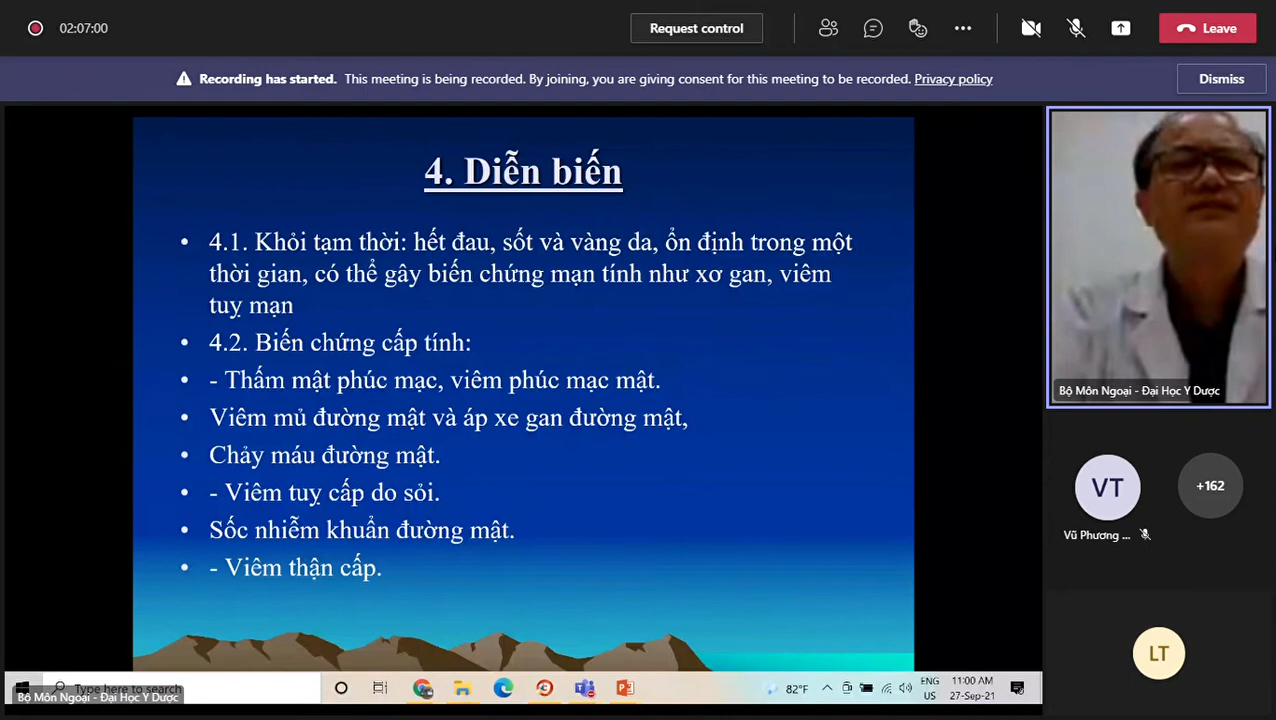 02:07:00
Request control
Leave
Recording has started. This meeting is being recorded. By joining, you are giving consent for this meeting to be recorded. Privacy policy
Dismiss
4. Diễn biến
• 4.1. Khỏi tạm thời: hết đau, sốt và vàng da, ổn định trong một
thời gian, có thể gây biến chứng mạn tính như xơ gan, viêm
tuỵ mạn
• 4.2. Biến chứng cấp tính:
• - Thấm mật phúc mạc, viêm phúc mạc mật.
• Viêm mủ đường mật và áp xe gan đường mật,
• Chảy máu đường mật.
• - Viêm tuỵ cấp do sỏi.
• Sốc nhiễm khuẩn đường mật.
• - Viêm thận cấp.
Bộ Môn Ngoại - Đại Học Y Dược
VT
+162
Vũ Phương ...
LT
Type here to search
Bộ Môn Ngoại - Đại Học Y Dược
82°F
ENG
US
11:00 AM
27-Sep-21